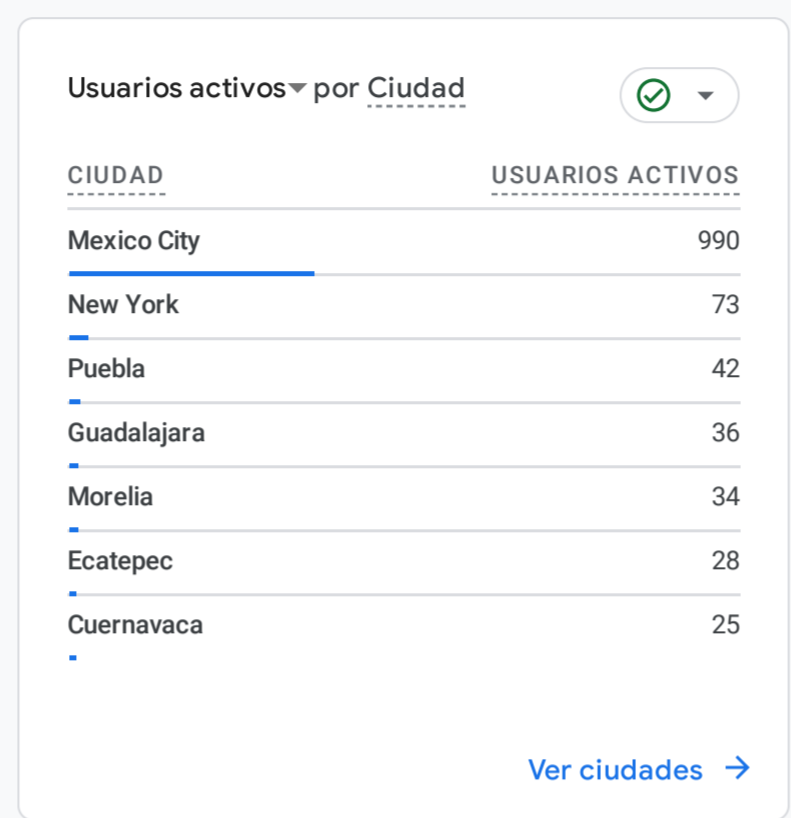 Usuarios activos por Ciudad
CIUDAD USUARIOS ACTIVOS
Mexico City 990
New York 73
Puebla 42
Guadalajara 36
Morelia 34
Ecatepec 28
Cuernavaca 25
Ver ciudades